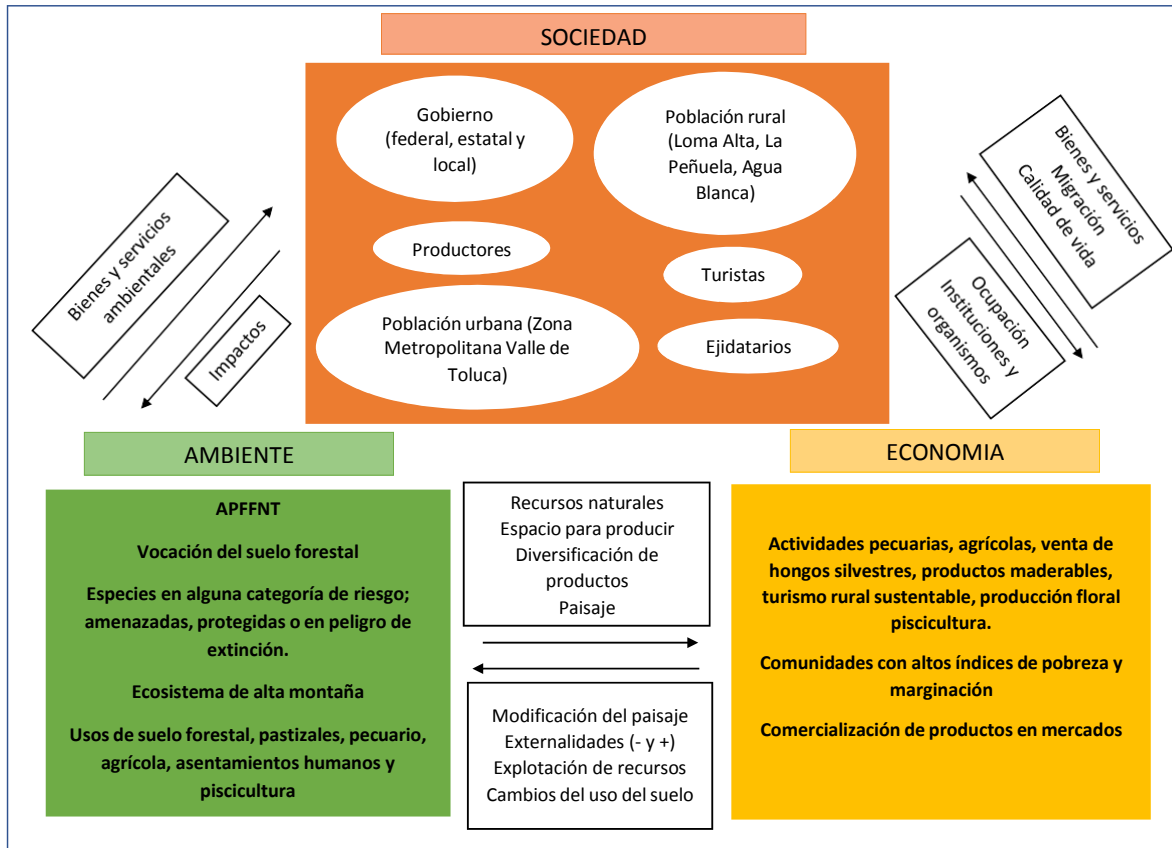 SOCIEDAD
Gobierno
(federal, estatal y
local)
Población rural
(Loma Alta, La
Peñuela, Agua
Blanca)
Productores
Turistas
Población urbana (Zona
Metropolitana Valle de
Toluca)
Ejidatarios
Bienes y servicios
ambientales
Impactos
Bienes y servicios
Migración
Calidad de vida
Ocupación
Instituciones y
organismos
AMBIENTE
APFFNT
Vocación del suelo forestal
Especies en alguna categoría de riesgo;
amenazadas, protegidas o en peligro de
extinción.
Ecosistema de alta montaña
Usos de suelo forestal, pastizales, pecuario,
agrícola, asentamientos humanos y
piscicultura
Recursos naturales
Espacio para producir
Diversificación de
productos
Paisaje
Modificación del paisaje
Externalidades (- y +)
Explotación de recursos
Cambios del uso del suelo
ECONOMIA
Actividades pecuarias, agrícolas, venta de
hongos silvestres, productos maderables,
turismo rural sustentable, producción floral
piscicultura.
Comunidades con altos índices de pobreza y
marginación
Comercialización de productos en mercados